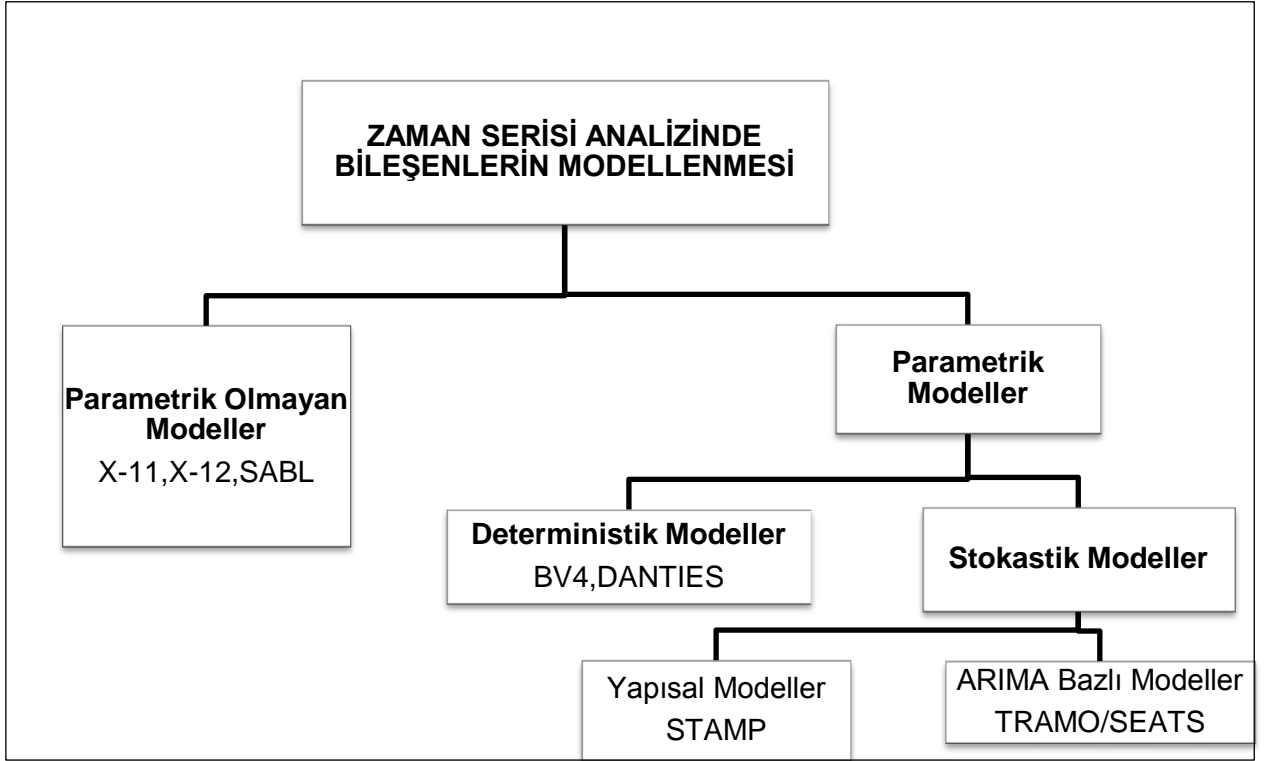 ZAMAN SERİSİ ANALİZİNDE
BİLEŞENLERİN MODELLENMESİ
Parametrik Olmayan
Modeller
X-11,X-12,SABL
Parametrik
Modeller
Deterministik Modeller
BV4,DANTIES
Stokastik Modeller
Yapısal Modeller
STAMP
ARIMA Bazlı Modeller
TRAMO/SEATS